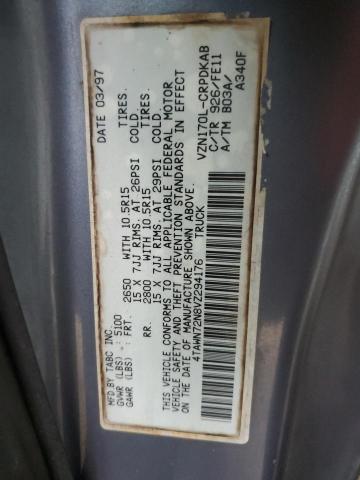 MFD BY TABC INC. DATE 03/97
GVWR (LBS) : 5100
GAWR (LBS) : FRT. 2650 WITH 10.5R15 TIRES.
15 X 7JJ RIMS. AT 26PSI COLD.
RR. 2800 WITH 10.5R15 TIRES.
15 X 7JJ RIMS. AT 29PSI COLD.
THIS VEHICLE CONFORMS TO ALL APPLICABLE FEDERAL MOTOR
VEHICLE SAFETY AND THEFT PREVENTION STANDARDS IN EFFECT
ON THE DATE OF MANUFACTURE SHOWN ABOVE.
4TAWN72N8VZ294176 TRUCK
VZN170L-CRPDKAB
C/TR 926/FE11
A/TM B03A/
A340F